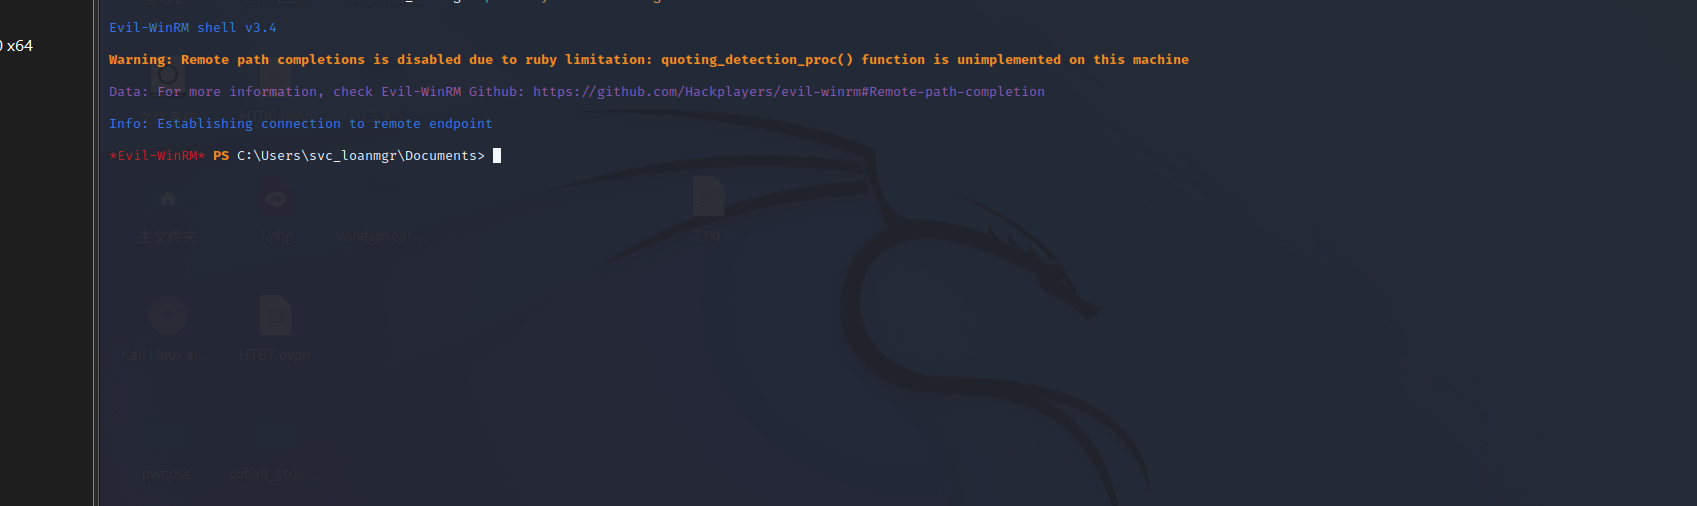 Evil-WinRM shell v3.4
0 x64
Warning: Remote path completions is disabled due to ruby limitation: quoting_detection_proc() function is unimplemented on this machine
Data: For more information, check Evil-WinRM Github: https://github.com/Hackplayers/evil-winrm#Remote-path-completion
Info: Establishing connection to remote endpoint
*Evil-WinRM* PS C:\Users\svc_loanmgr\Documents>
主文件夹 1.php windapsear
1.txt
Kali Linux a... HTB7.ovpn
cobalt_strik...